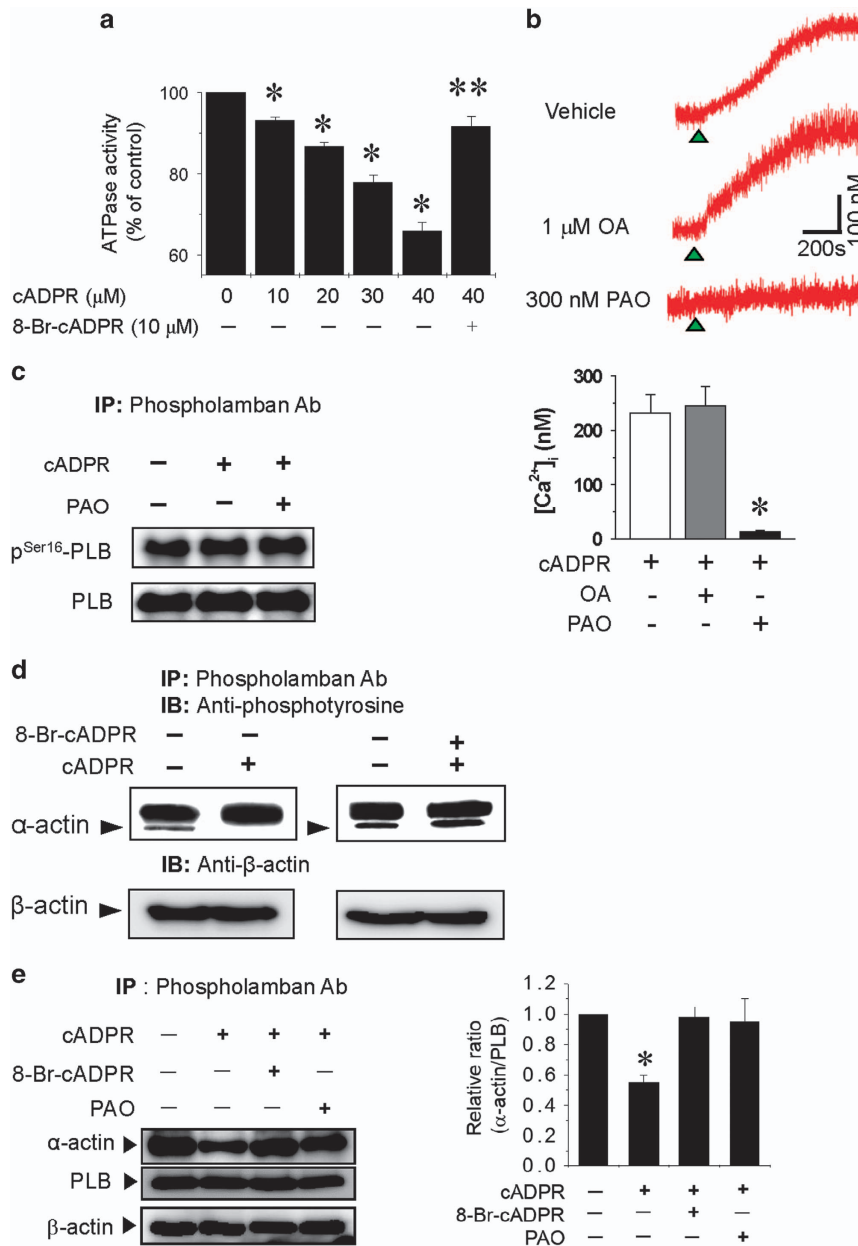 a
ATPase activity
(% of control)
100
80
60
* * * * **
cADPR (μM) 0 10 20 30 40 40
8-Br-cADPR (10 μM) – – – – – +
b
Vehicle
1 μM OA
300 nM PAO
200s
100 nM
[Ca²⁺]i (nM)
300
200
100
0
*
cADPR + + +
OA - + -
PAO - - +
c
IP: Phospholamban Ab
cADPR – + +
PAO – – +
pSer16-PLB
PLB
d
IP: Phospholamban Ab
IB: Anti-phosphotyrosine
8-Br-cADPR – – – +
cADPR – + – +
α-actin
IB: Anti-β-actin
β-actin
e
IP : Phospholamban Ab
cADPR – + + +
8-Br-cADPR – – + –
PAO – – – +
α-actin
PLB
β-actin
Relative ratio
(α-actin/PLB)
1.2
1.0
0.8
0.6
0.4
0.2
0.0
*
cADPR – + + +
8-Br-cADPR – – + –
PAO – – – +